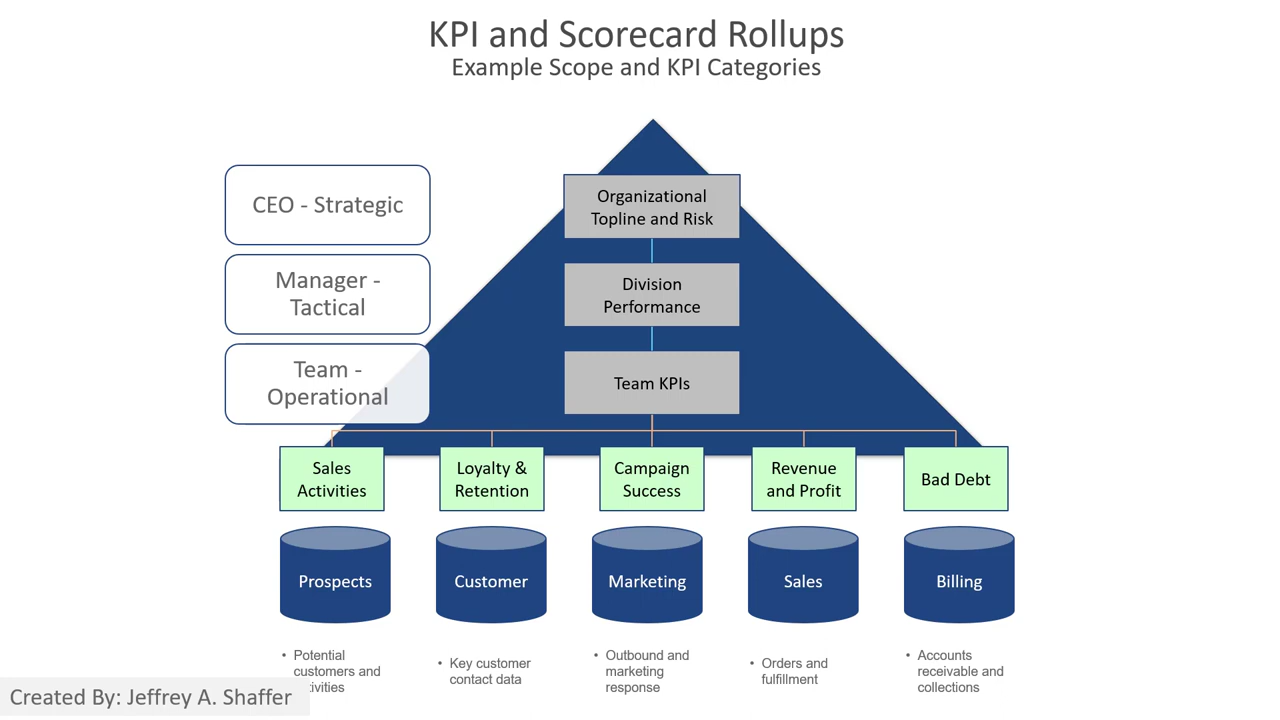 KPI and Scorecard Rollups
Example Scope and KPI Categories
CEO - Strategic
Organizational
Topline and Risk
Manager -
Tactical
Division
Performance
Team -
Operational
Team KPIs
Sales
Activities
Loyalty &
Retention
Campaign
Success
Revenue
and Profit
Bad Debt
Prospects
Customer
Marketing
Sales
Billing
• Potential
customers and
• Key customer
contact data
• Outbound and
marketing
response
• Orders and
fulfillment
• Accounts
receivable and
collections
Created By: Jeffrey A. Shaffer